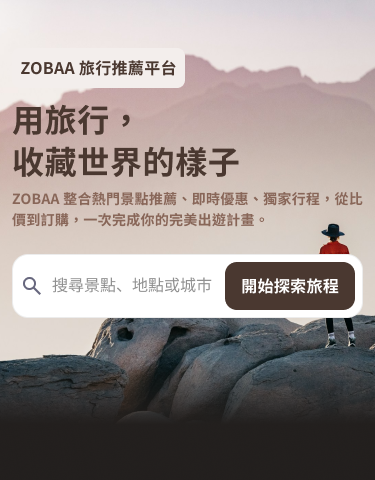 ZOBAA 旅行推薦平台
用旅行，
收藏世界的樣子
ZOBAA 整合熱門景點推薦、即時優惠、獨家行程，從比
價到訂購，一次完成你的完美出遊計畫。
搜尋景點、地點或城市 開始探索旅程